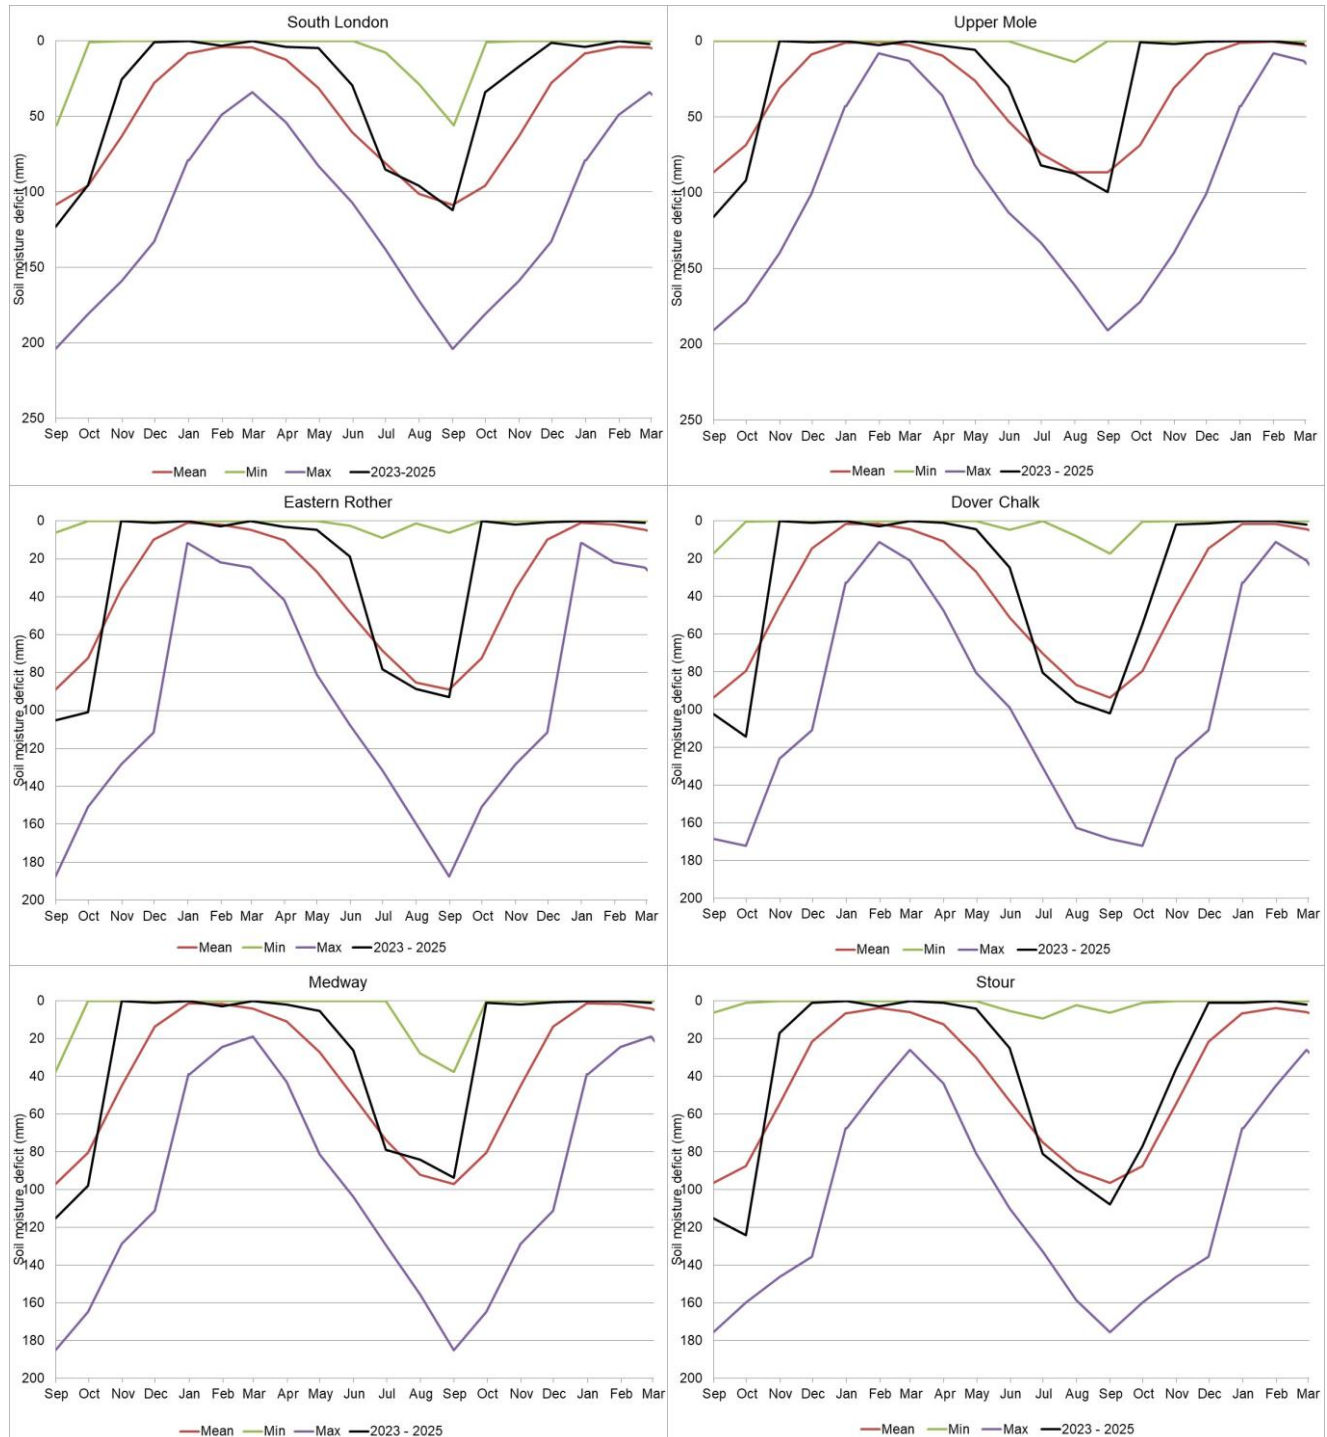 South London
Soil moisture deficit (mm)
0
50
100
150
200
250
Sep Oct Nov Dec Jan Feb Mar Apr May Jun Jul Aug Sep Oct Nov Dec Jan Feb Mar
Mean Min Max 2023-2025
Upper Mole
Soil moisture deficit (mm)
0
50
100
150
200
250
Sep Oct Nov Dec Jan Feb Mar Apr May Jun Jul Aug Sep Oct Nov Dec Jan Feb Mar
Mean Min Max 2023 - 2025
Eastern Rother
Soil moisture deficit (mm)
0
20
40
60
80
100
120
140
160
180
200
Sep Oct Nov Dec Jan Feb Mar Apr May Jun Jul Aug Sep Oct Nov Dec Jan Feb Mar
Mean Min Max 2023 - 2025
Dover Chalk
Soil moisture deficit (mm)
0
20
40
60
80
100
120
140
160
180
200
Sep Oct Nov Dec Jan Feb Mar Apr May Jun Jul Aug Sep Oct Nov Dec Jan Feb Mar
Mean Min Max 2023 - 2025
Medway
Soil moisture deficit (mm)
0
20
40
60
80
100
120
140
160
180
200
Sep Oct Nov Dec Jan Feb Mar Apr May Jun Jul Aug Sep Oct Nov Dec Jan Feb Mar
Mean Min Max 2023 - 2025
Stour
Soil moisture deficit (mm)
0
20
40
60
80
100
120
140
160
180
200
Sep Oct Nov Dec Jan Feb Mar Apr May Jun Jul Aug Sep Oct Nov Dec Jan Feb Mar
Mean Min Max 2023 - 2025